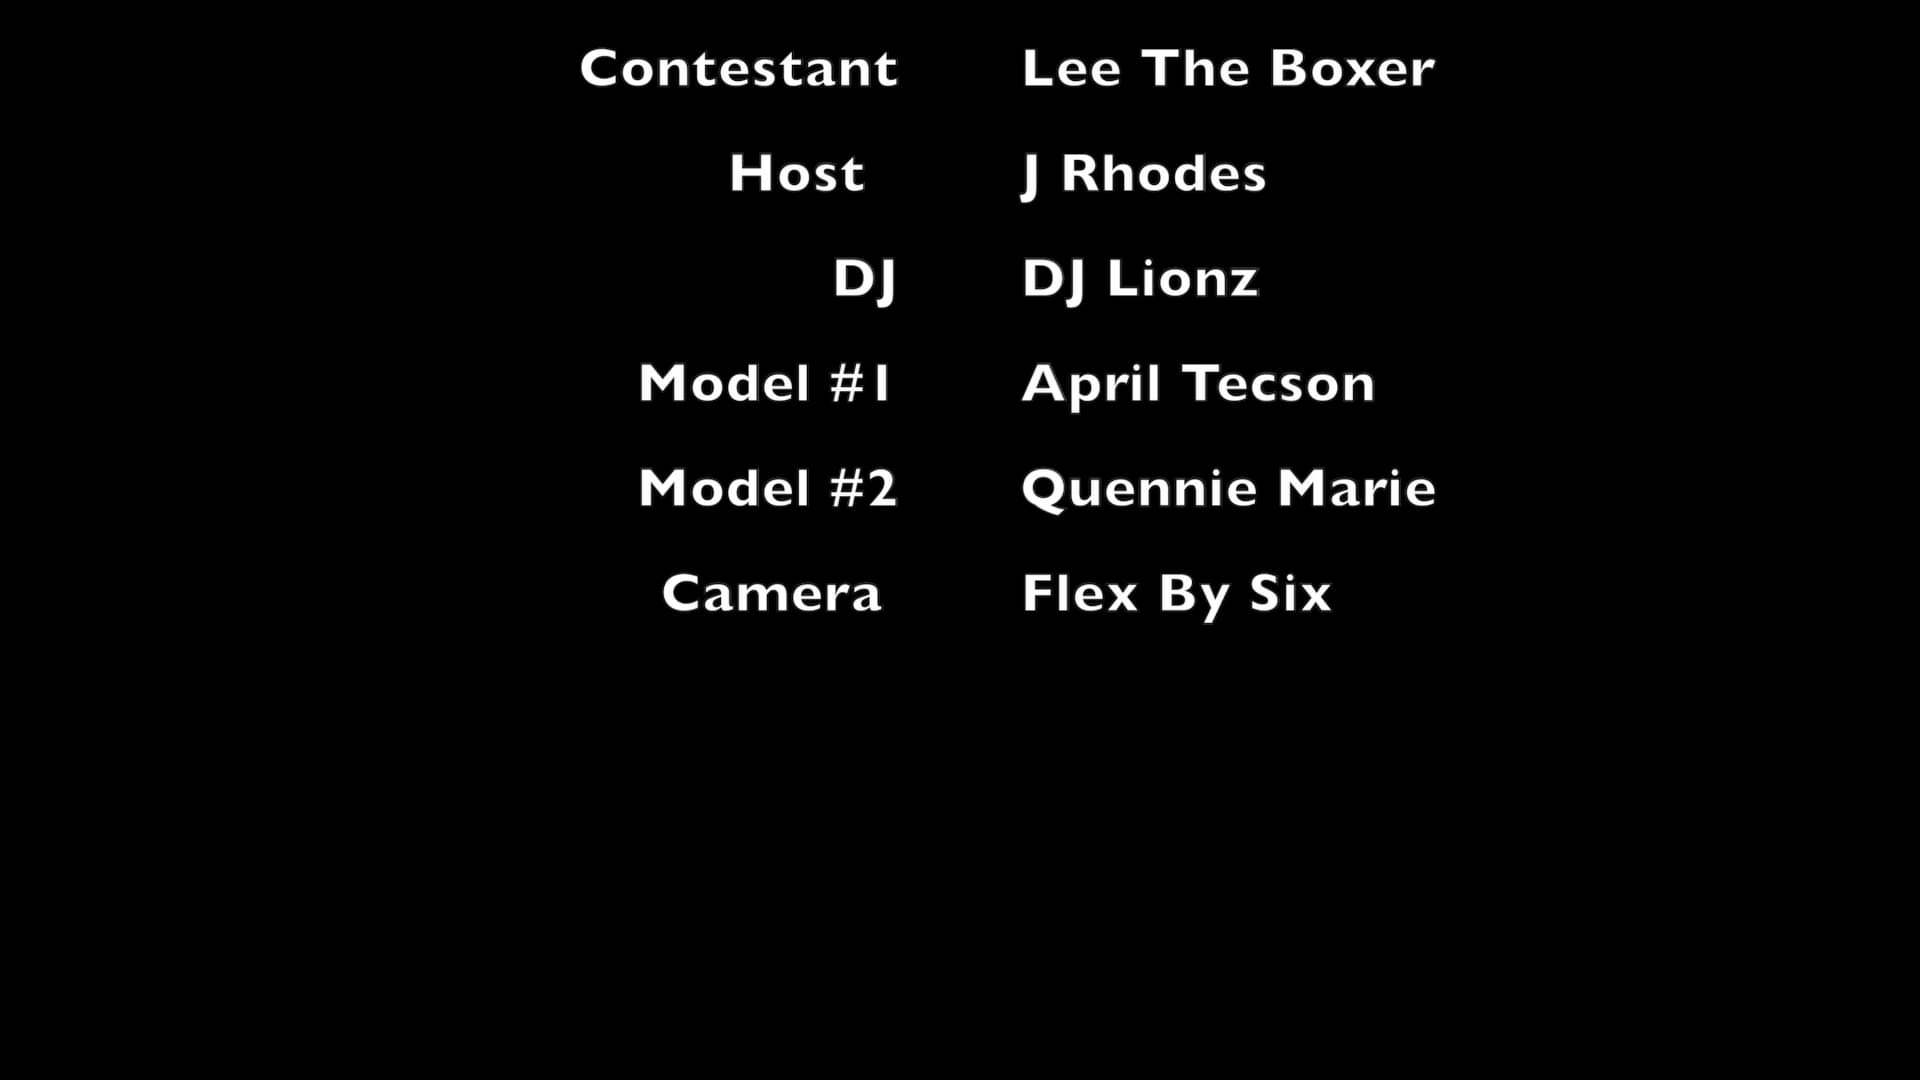 Contestant Lee The Boxer
Host J Rhodes
DJ DJ Lionz
Model #1 April Tecson
Model #2 Quennie Marie
Camera Flex By Six